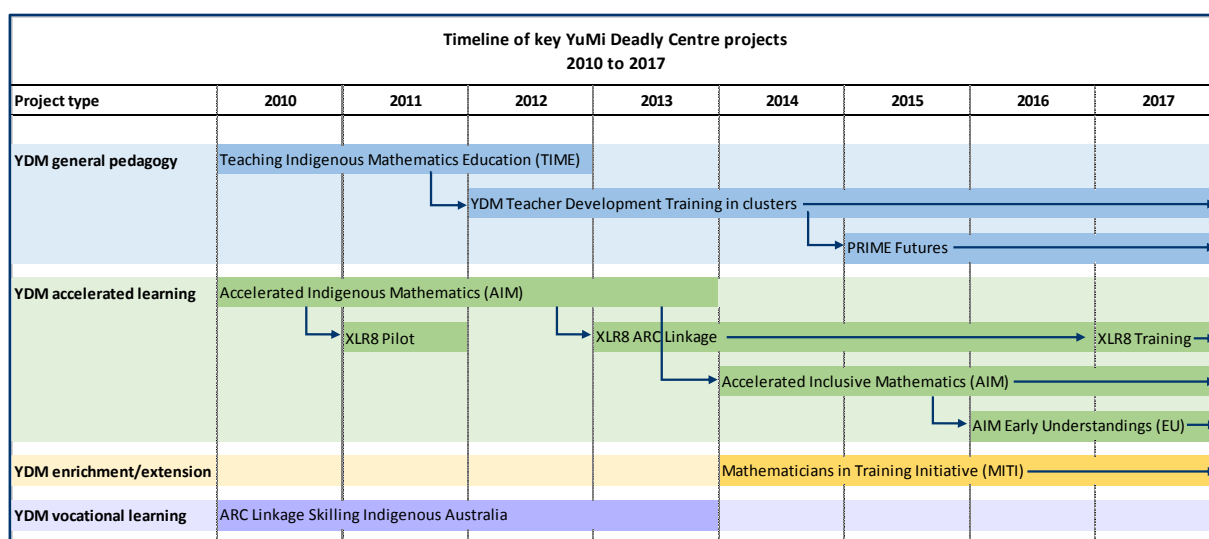 Timeline of key YuMi Deadly Centre projects
2010 to 2017
Project type 2010 2011 2012 2013 2014 2015 2016 2017
YDM general pedagogy Teaching Indigenous Mathematics Education (TIME)
YDM Teacher Development Training in clusters
PRIME Futures
YDM accelerated learning Accelerated Indigenous Mathematics (AIM)
XLR8 Pilot XLR8 ARC Linkage XLR8 Training
Accelerated Inclusive Mathematics (AIM)
AIM Early Understandings (EU)
YDM enrichment/extension Mathematicians in Training Initiative (MITI)
YDM vocational learning ARC Linkage Skilling Indigenous Australia